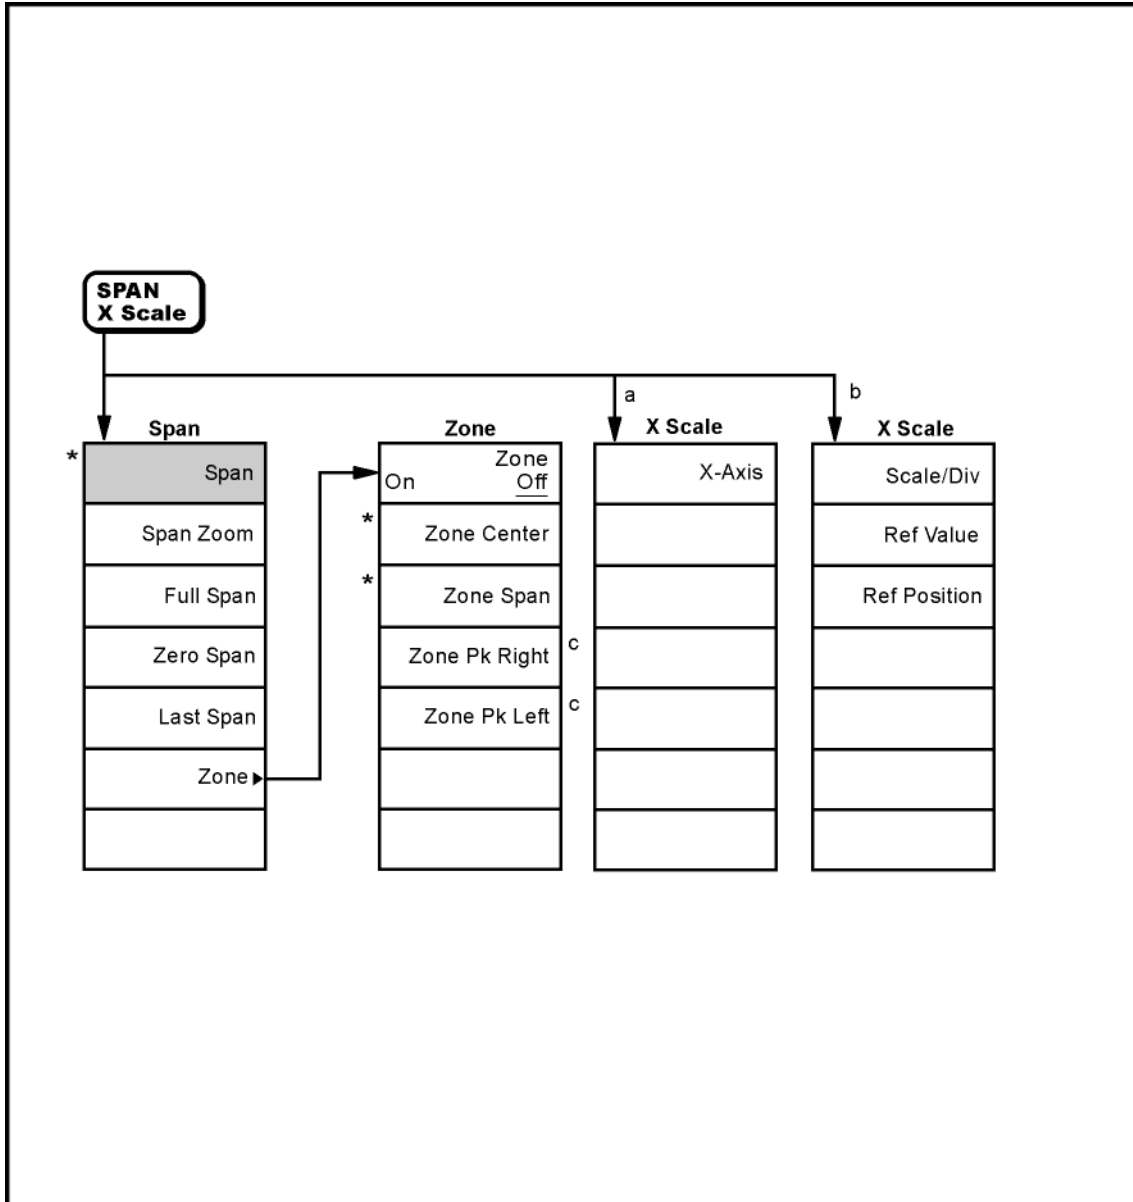 SPAN
X Scale
a
b
Span
* Span
Span Zoom
Full Span
Zero Span
Last Span
Zone
Zone
Zone
On Off
* Zone Center
* Zone Span
Zone Pk Right c
Zone Pk Left c
X Scale
X-Axis
X Scale
Scale/Div
Ref Value
Ref Position